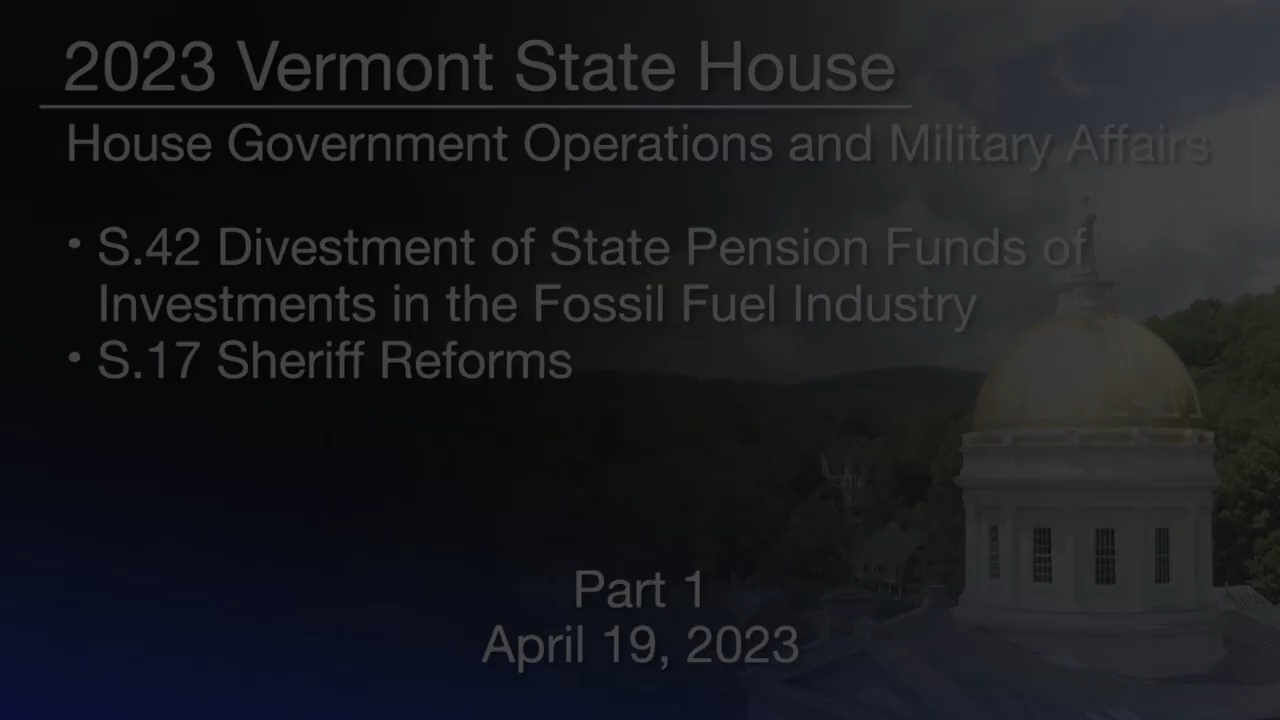 2023 Vermont State House
House Government Operations and Military Affairs
• S.42 Divestment of State Pension Funds of
Investments in the Fossil Fuel Industry
• S.17 Sheriff Reforms
Part 1
April 19, 2023